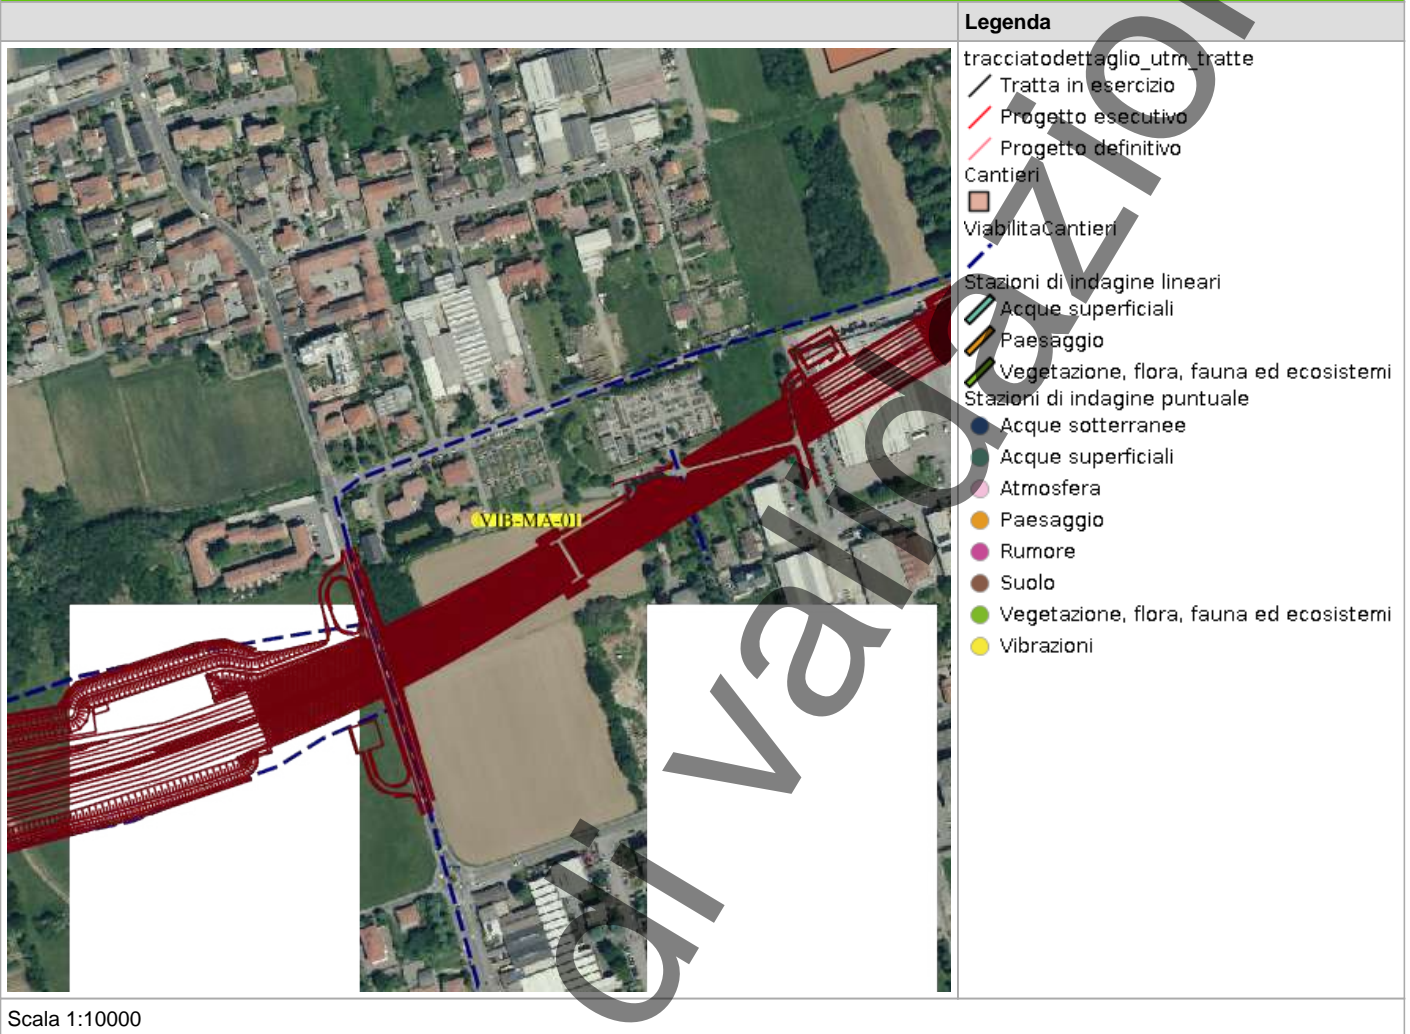 Legenda
tracciatodettaglio_utm_tratte
Tratta in esercizio
Progetto esecutivo
Progetto definitivo
Cantieri
ViabilitaCantieri
Stazioni di indagine lineari
Acque superficiali
Paesaggio
Vegetazione, flora, fauna ed ecosistemi
Stazioni di indagine puntuale
Acque sotterranee
Acque superficiali
Atmosfera
Paesaggio
Rumore
Suolo
Vegetazione, flora, fauna ed ecosistemi
Vibrazioni
VIB-MA-01
di validazion
Scala 1:10000